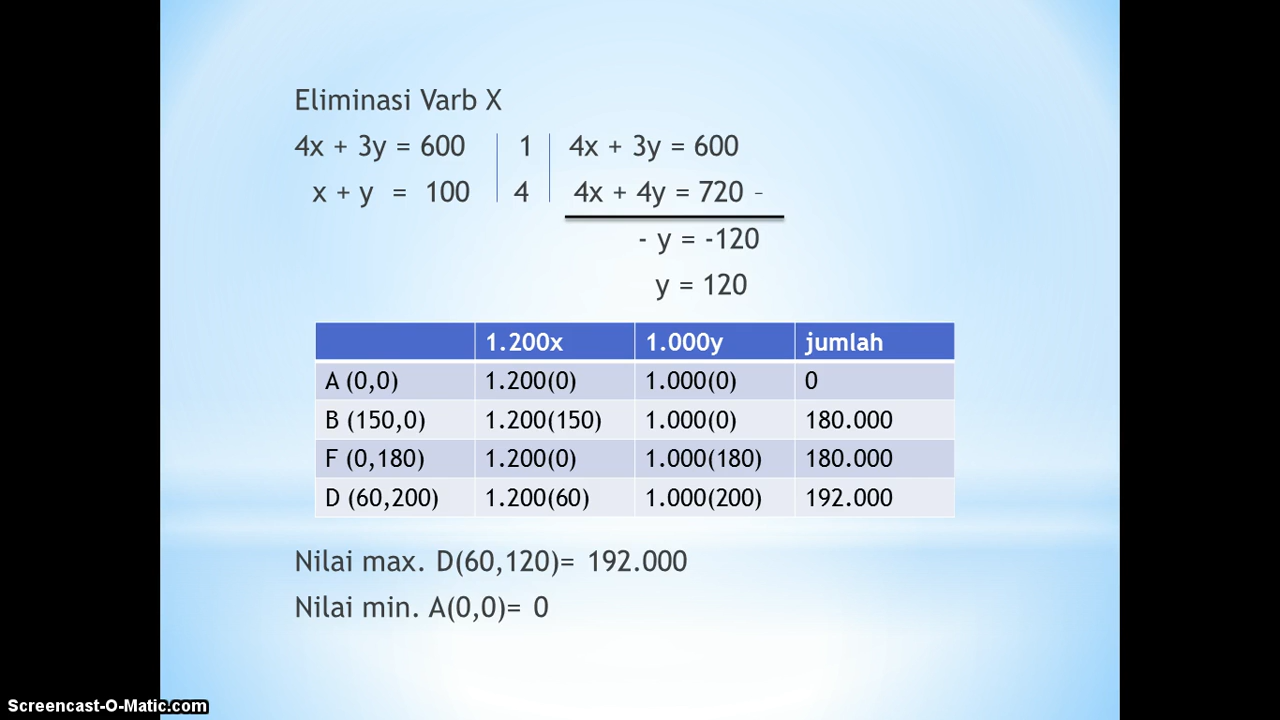 Eliminasi Varb X
4x + 3y = 600 | 1 | 4x + 3y = 600
x + y = 100 | 4 | 4x + 4y = 720 -
- y = -120
y = 120
1.200x 1.000y jumlah
A (0,0) 1.200(0) 1.000(0) 0
B (150,0) 1.200(150) 1.000(0) 180.000
F (0,180) 1.200(0) 1.000(180) 180.000
D (60,200) 1.200(60) 1.000(200) 192.000
Nilai max. D(60,120)= 192.000
Nilai min. A(0,0)= 0
Screencast-O-Matic.com